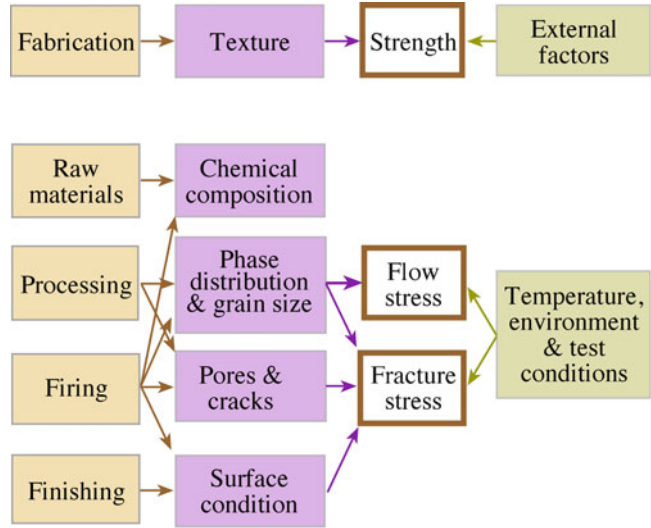 Fabrication
Texture
Strength
External
factors
Raw
materials
Chemical
composition
Processing
Phase
distribution
& grain size
Flow
stress
Temperature,
environment
& test
conditions
Firing
Pores &
cracks
Fracture
stress
Finishing
Surface
condition